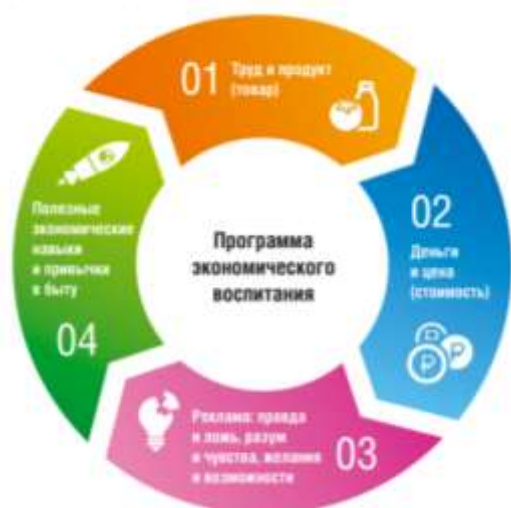 01
Труд и продукт
(товар)
02
Деньги
и цена
(стоимость)
₽
₽
Реклама: правда
и ложь, разум
и чувства, желания
и возможности
03
Полезные
экономические
навыки
и привычки
в быту
04
Программа
экономического
воспитания